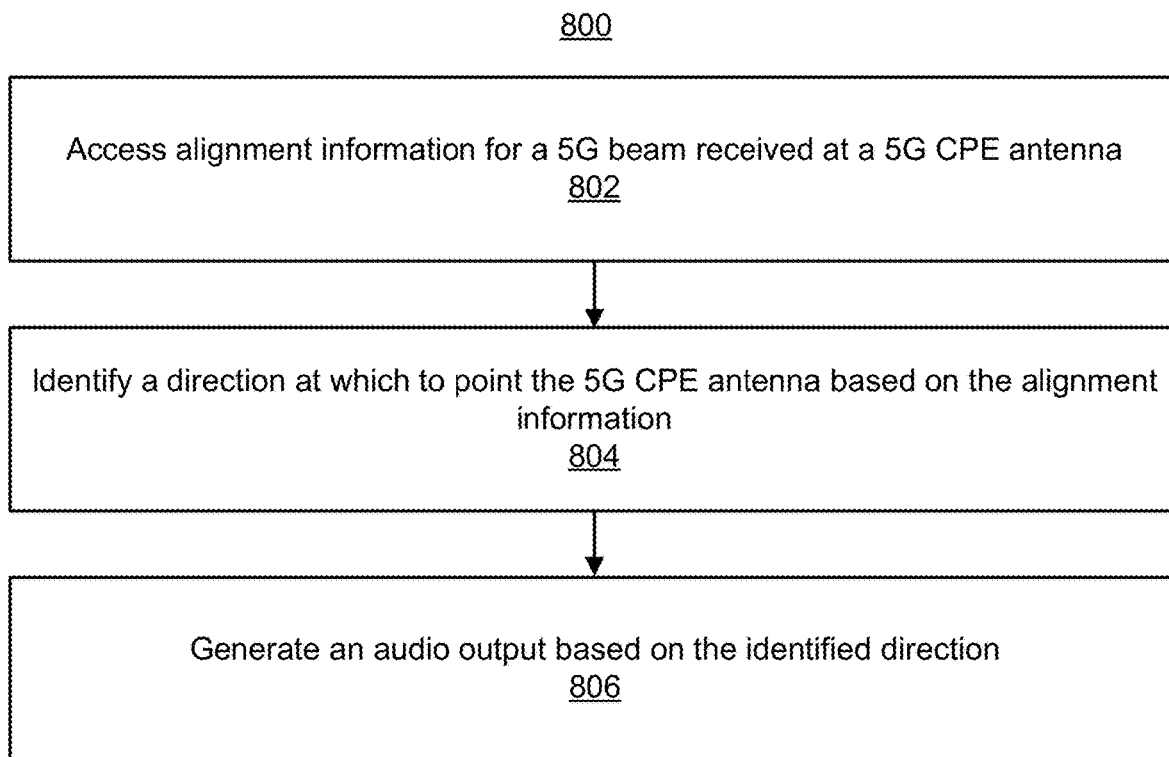 800
Access alignment information for a 5G beam received at a 5G CPE antenna
802
Identify a direction at which to point the 5G CPE antenna based on the alignment
information
804
Generate an audio output based on the identified direction
806